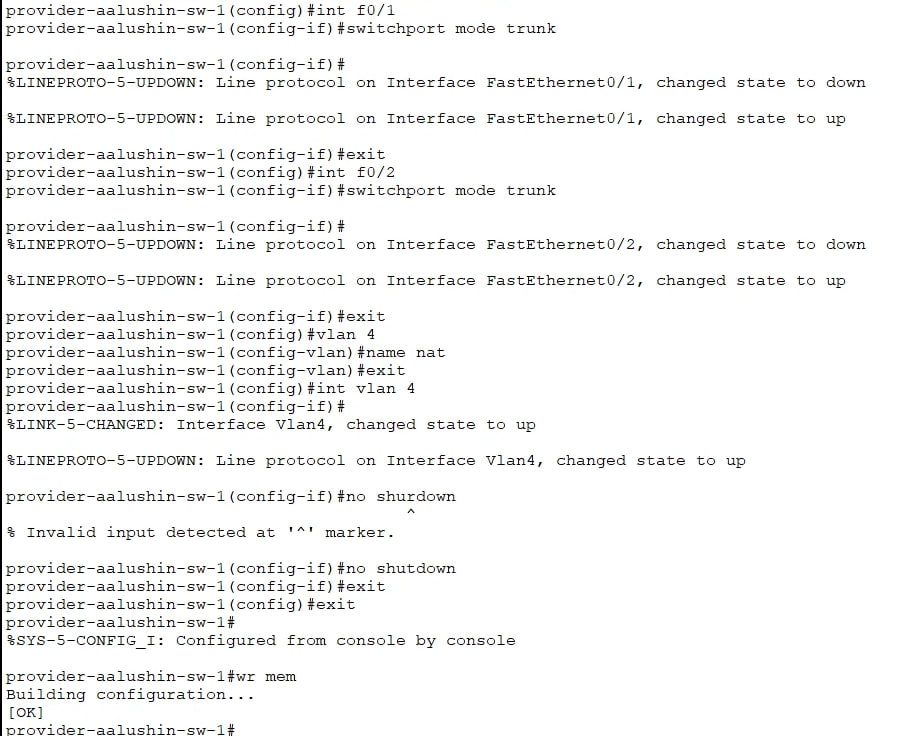 provider-aalushin-sw-1(config)#int f0/1
provider-aalushin-sw-1(config-if)#switchport mode trunk
provider-aalushin-sw-1(config-if)#
%LINEPROTO-5-UPDOWN: Line protocol on Interface FastEthernet0/1, changed state to down
%LINEPROTO-5-UPDOWN: Line protocol on Interface FastEthernet0/1, changed state to up
provider-aalushin-sw-1(config-if)#exit
provider-aalushin-sw-1(config)#int f0/2
provider-aalushin-sw-1(config-if)#switchport mode trunk
provider-aalushin-sw-1(config-if)#
%LINEPROTO-5-UPDOWN: Line protocol on Interface FastEthernet0/2, changed state to down
%LINEPROTO-5-UPDOWN: Line protocol on Interface FastEthernet0/2, changed state to up
provider-aalushin-sw-1(config-if)#exit
provider-aalushin-sw-1(config)#vlan 4
provider-aalushin-sw-1(config-vlan)#name nat
provider-aalushin-sw-1(config-vlan)#exit
provider-aalushin-sw-1(config)#int vlan 4
provider-aalushin-sw-1(config-if)#
%LINK-5-CHANGED: Interface Vlan4, changed state to up
%LINEPROTO-5-UPDOWN: Line protocol on Interface Vlan4, changed state to up
provider-aalushin-sw-1(config-if)#no shurdown
^
% Invalid input detected at '^' marker.
provider-aalushin-sw-1(config-if)#no shutdown
provider-aalushin-sw-1(config-if)#exit
provider-aalushin-sw-1(config)#exit
provider-aalushin-sw-1#
%SYS-5-CONFIG_I: Configured from console by console
provider-aalushin-sw-1#wr mem
Building configuration...
[OK]
provider-aalushin-sw-1#